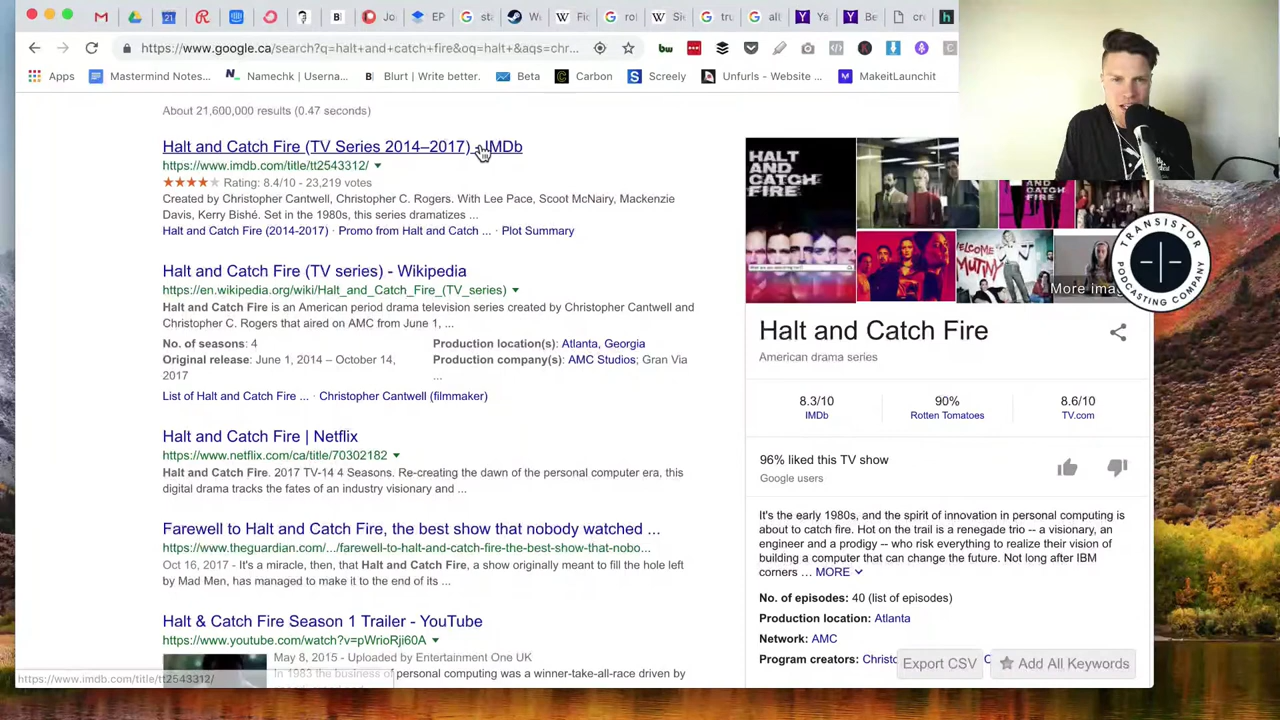 EP
https://www.google.ca/search?q=halt+and+catch+fire&oq=halt+&aqs=chr...
Apps
Mastermind Notes...
Namechk | Userna...
Blurt | Write better.
Beta
Carbon
Screely
Unfurls - Website ...
MakeitLaunchit
About 21,600,000 results (0.47 seconds)
Halt and Catch Fire (TV Series 2014–2017) - IMDb
https://www.imdb.com/title/tt2543312/
Rating: 8.4/10 - 23,219 votes
Created by Christopher Cantwell, Christopher C. Rogers. With Lee Pace, Scoot McNairy, Mackenzie
Davis, Kerry Bishé. Set in the 1980s, this series dramatizes ...
Halt and Catch Fire (2014-2017) · Promo from Halt and Catch ... · Plot Summary
Halt and Catch Fire (TV series) - Wikipedia
https://en.wikipedia.org/wiki/Halt_and_Catch_Fire_(TV_series)
Halt and Catch Fire is an American period drama television series created by Christopher Cantwell and
Christopher C. Rogers that aired on AMC from June 1, ...
No. of seasons: 4
Production location(s): Atlanta, Georgia
Original release: June 1, 2014 – October 14,
2017
Production company(s): AMC Studios; Gran Via
...
List of Halt and Catch Fire ... · Christopher Cantwell (filmmaker)
Halt and Catch Fire | Netflix
https://www.netflix.com/ca/title/70302182
Halt and Catch Fire. 2017 TV-14 4 Seasons. Re-creating the dawn of the personal computer era, this
digital drama tracks the fates of an industry visionary and ...
Farewell to Halt and Catch Fire, the best show that nobody watched ...
https://www.theguardian.com/.../farewell-to-halt-and-catch-fire-the-best-show-that-nobo...
Oct 16, 2017 - It's a miracle, then, that Halt and Catch Fire, a show originally meant to fill the hole left
by Mad Men, has managed to make it to the end of its ...
Halt & Catch Fire Season 1 Trailer - YouTube
https://www.youtube.com/watch?v=pWrioRji60A
May 8, 2015 - Uploaded by Entertainment One UK
In 1983 the business of personal computing was a winner-take-all-race driven by
https://www.imdb.com/title/tt2543312/
HALT
AND
CATCH
FIRE
WELCOME
MUTINY
More imag
TRANSISTOR
PODCASTING COMPANY
Halt and Catch Fire
American drama series
8.3/10
IMDb
90%
Rotten Tomatoes
8.6/10
TV.com
96% liked this TV show
Google users
It's the early 1980s, and the spirit of innovation in personal computing is
about to catch fire. Hot on the trail is a renegade trio -- a visionary, an
engineer and a prodigy -- who risk everything to realize their vision of
building a computer that can change the future. Not long after IBM
corners ... MORE
No. of episodes: 40 (list of episodes)
Production location: Atlanta
Network: AMC
Program creators: Christo
Export CSV
Add All Keywords